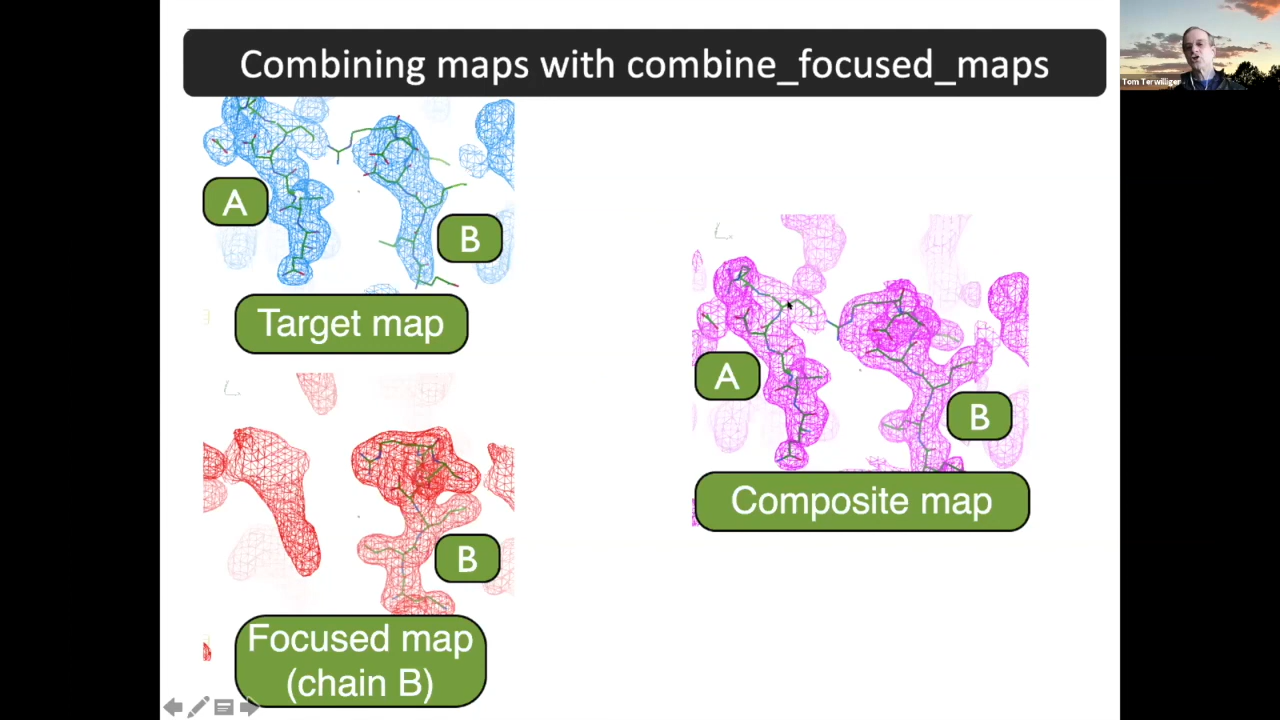 Combining maps with combine_focused_maps
Tom Terwilliger
A
B
Target map
A
B
Composite map
B
Focused map
(chain B)